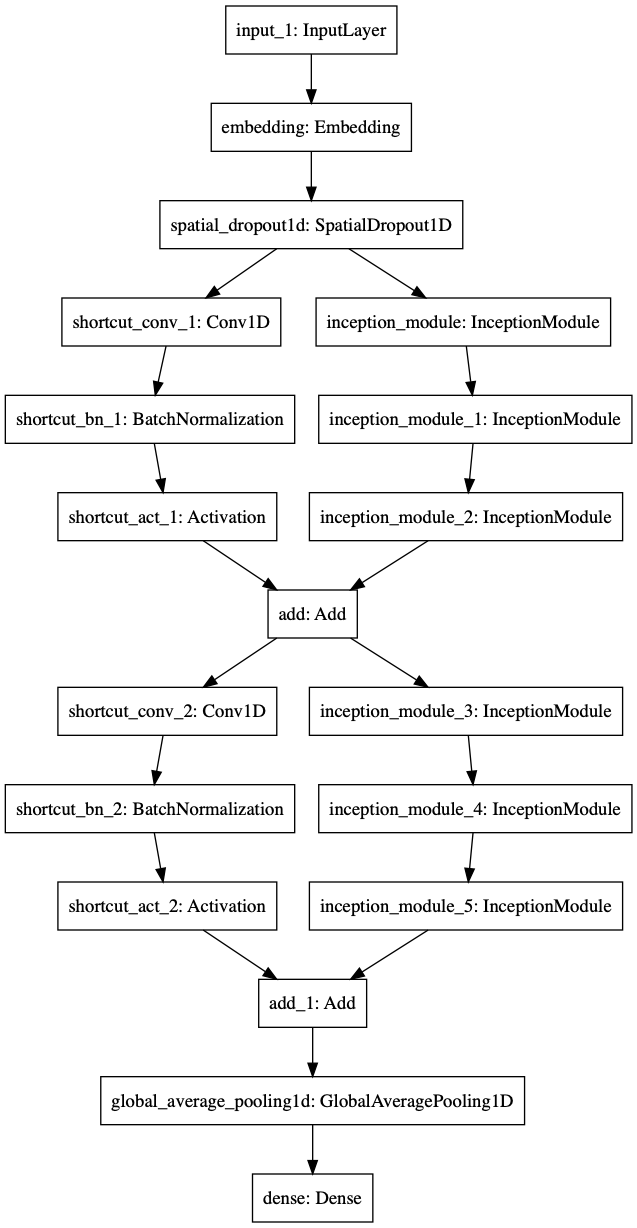 input_1: InputLayer
embedding: Embedding
spatial_dropout1d: SpatialDropout1D
shortcut_conv_1: Conv1D
inception_module: InceptionModule
shortcut_bn_1: BatchNormalization
inception_module_1: InceptionModule
shortcut_act_1: Activation
inception_module_2: InceptionModule
add: Add
shortcut_conv_2: Conv1D
inception_module_3: InceptionModule
shortcut_bn_2: BatchNormalization
inception_module_4: InceptionModule
shortcut_act_2: Activation
inception_module_5: InceptionModule
add_1: Add
global_average_pooling1d: GlobalAveragePooling1D
dense: Dense